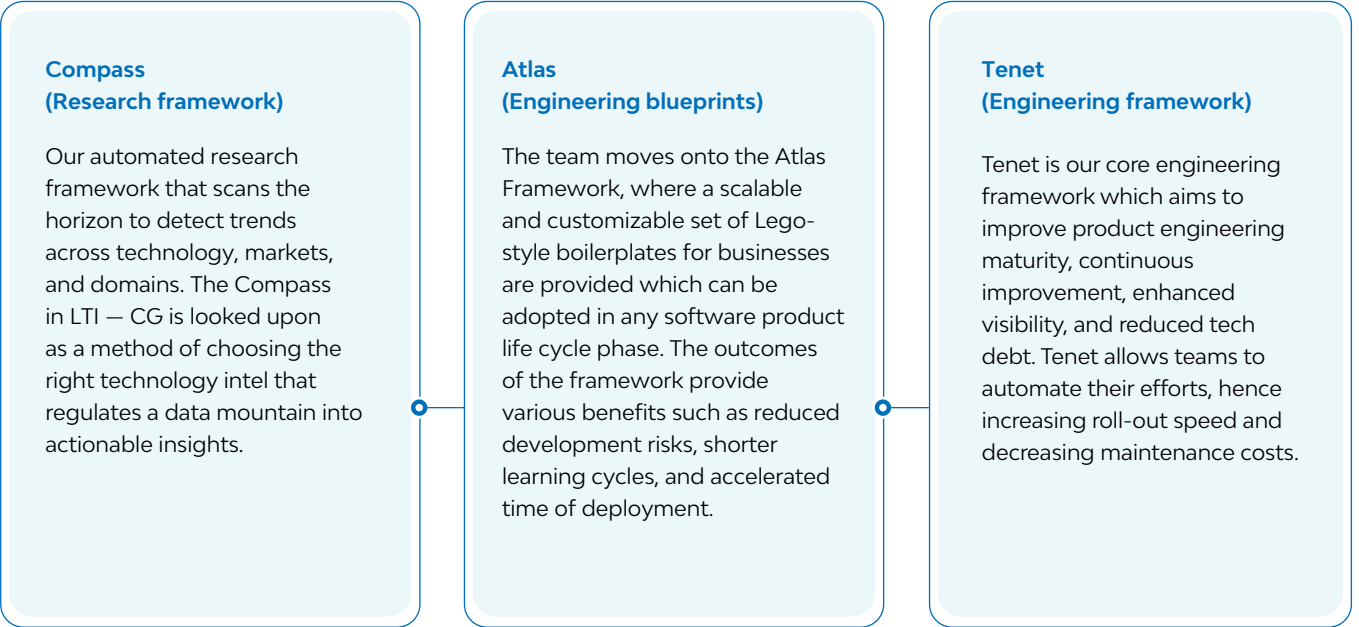 Compass
(Research framework)
Our automated research
framework that scans the
horizon to detect trends
across technology, markets,
and domains. The Compass
in LTI — CG is looked upon
as a method of choosing the
right technology intel that
regulates a data mountain into
actionable insights.
Atlas
(Engineering blueprints)
The team moves onto the Atlas
Framework, where a scalable
and customizable set of Lego-
style boilerplates for businesses
are provided which can be
adopted in any software product
life cycle phase. The outcomes
of the framework provide
various benefits such as reduced
development risks, shorter
learning cycles, and accelerated
time of deployment.
Tenet
(Engineering framework)
Tenet is our core engineering
framework which aims to
improve product engineering
maturity, continuous
improvement, enhanced
visibility, and reduced tech
debt. Tenet allows teams to
automate their efforts, hence
increasing roll-out speed and
decreasing maintenance costs.